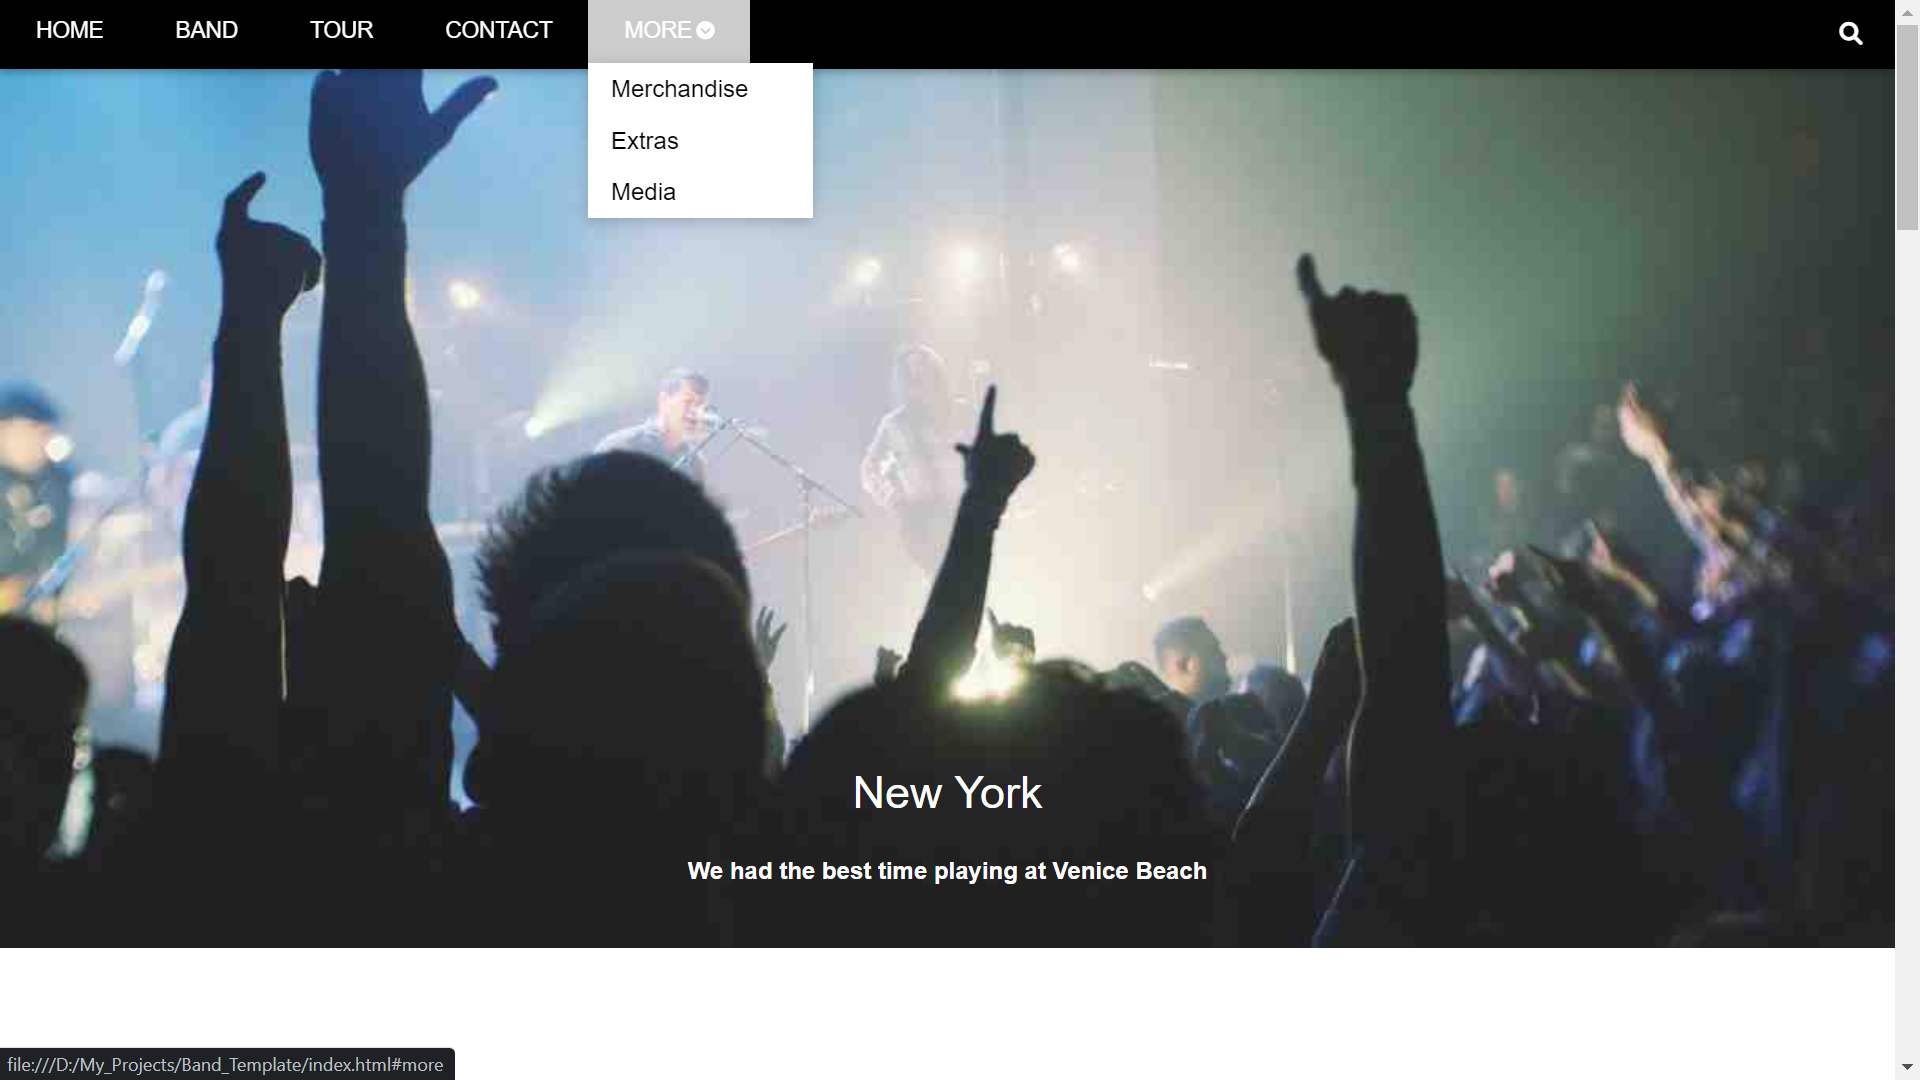 HOME BAND TOUR CONTACT MORE
Merchandise
Extras
Media
New York
We had the best time playing at Venice Beach
file:///D:/My_Projects/Band_Template/index.html#more